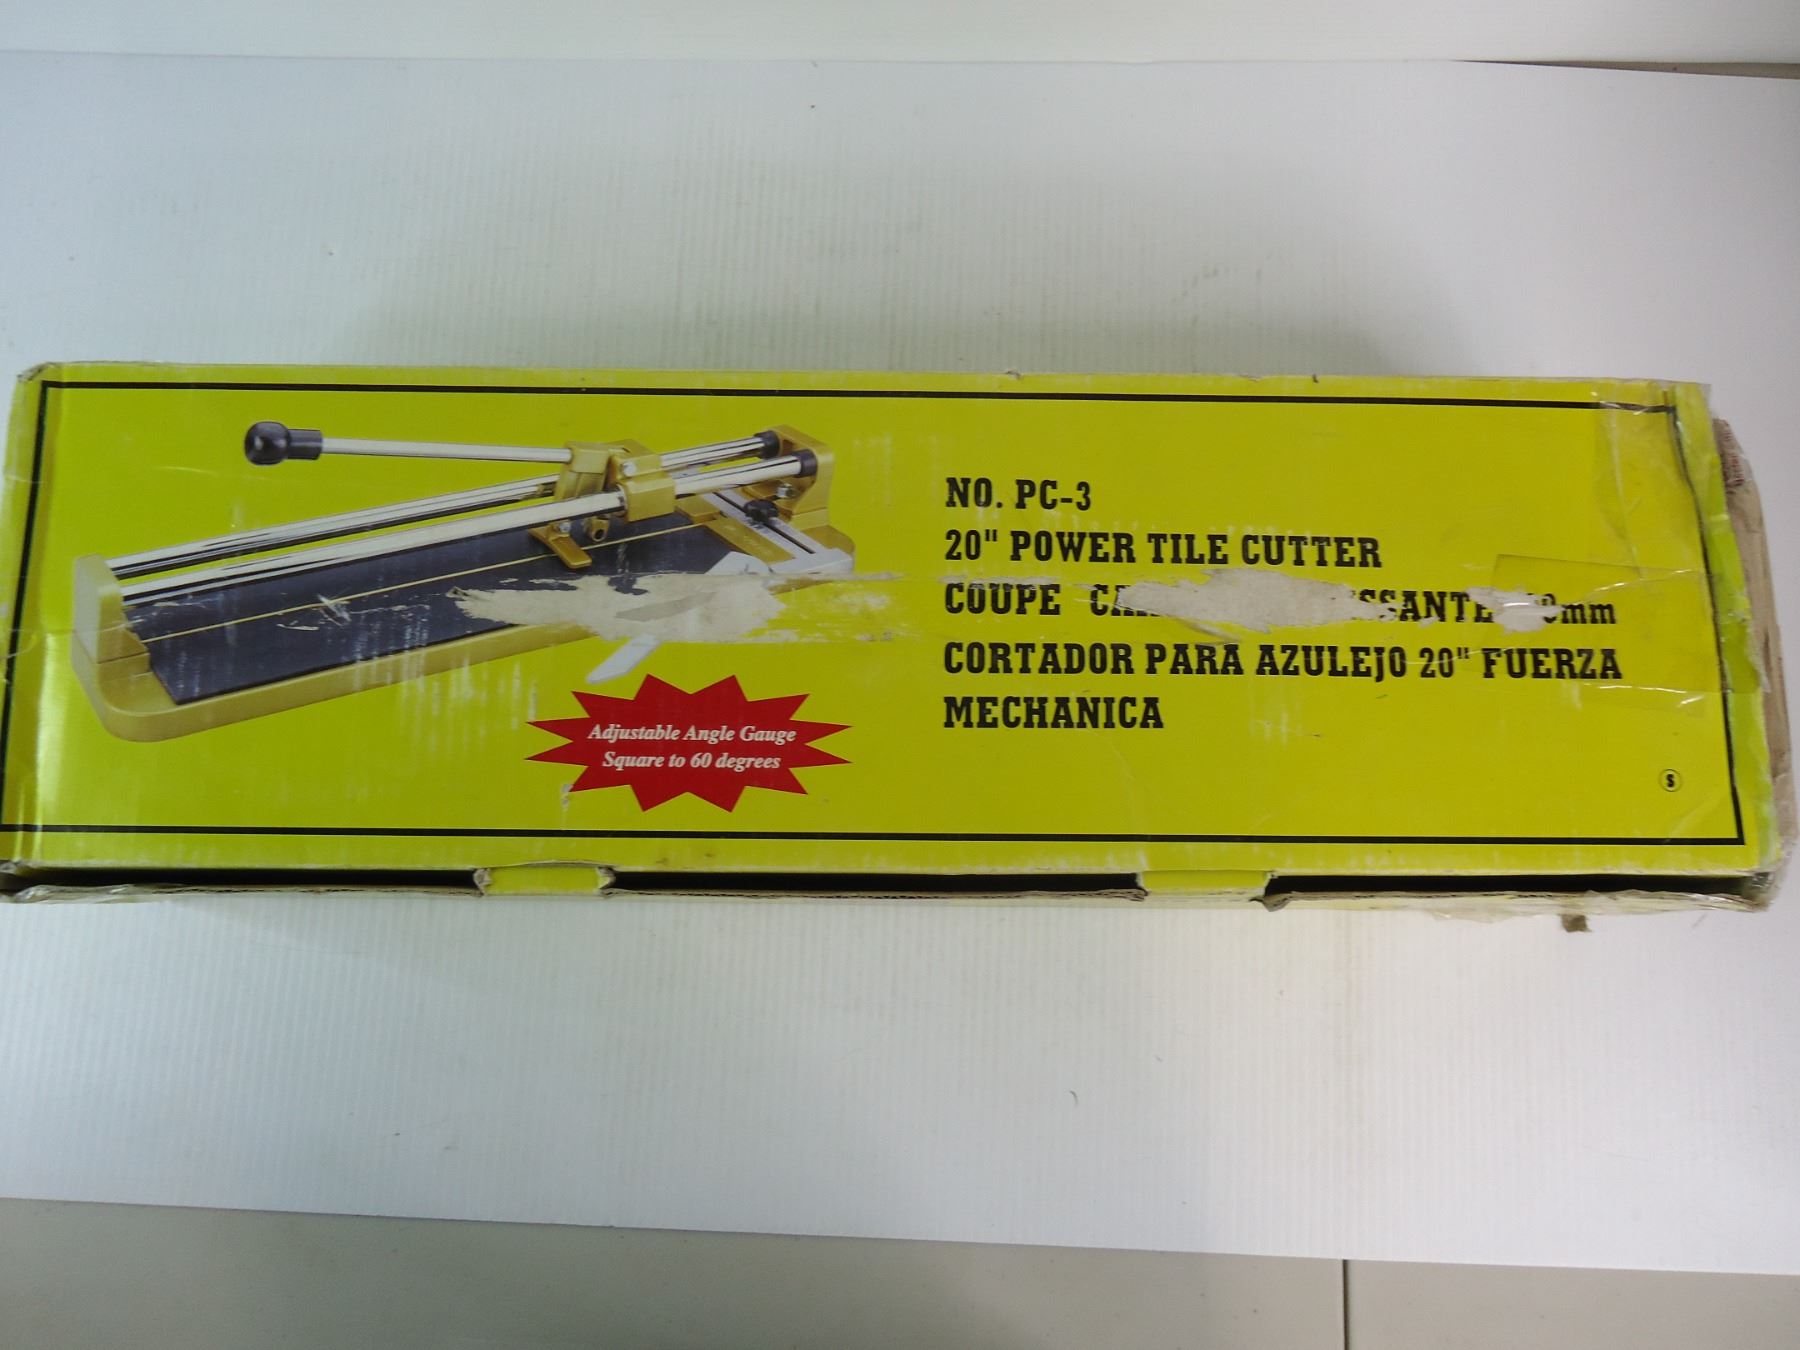 NO. PC-3
20" POWER TILE CUTTER
COUPE
CORTADOR PARA AZULEJO 20" FUERZA
MECHANICA
Adjustable Angle Gauge
Square to 60 degrees
S